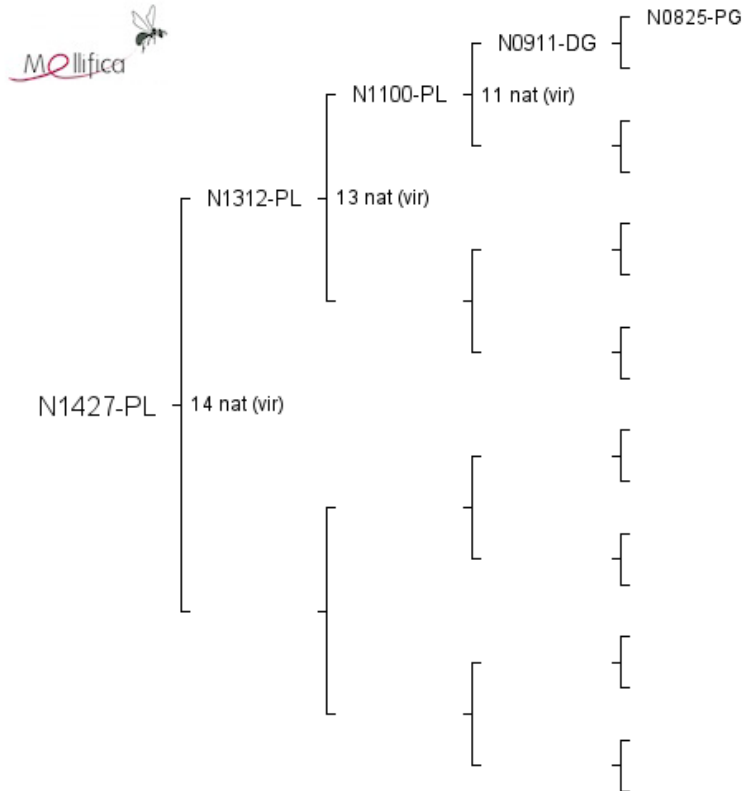 Mellifica
N0825-PG
N0911-DG
N1100-PL
11 nat (vir)
N1312-PL
13 nat (vir)
N1427-PL
14 nat (vir)